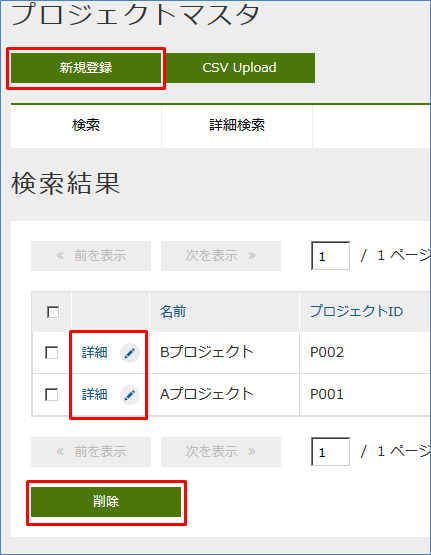 プロジェクトマスタ
新規登録 CSV Upload
検索 詳細検索
検索結果
« 前を表示 次を表示 » 1 / 1 ページ
名前 プロジェクトID
詳細 Bプロジェクト P002
詳細 Aプロジェクト P001
« 前を表示 次を表示 » 1 / 1 ページ
削除